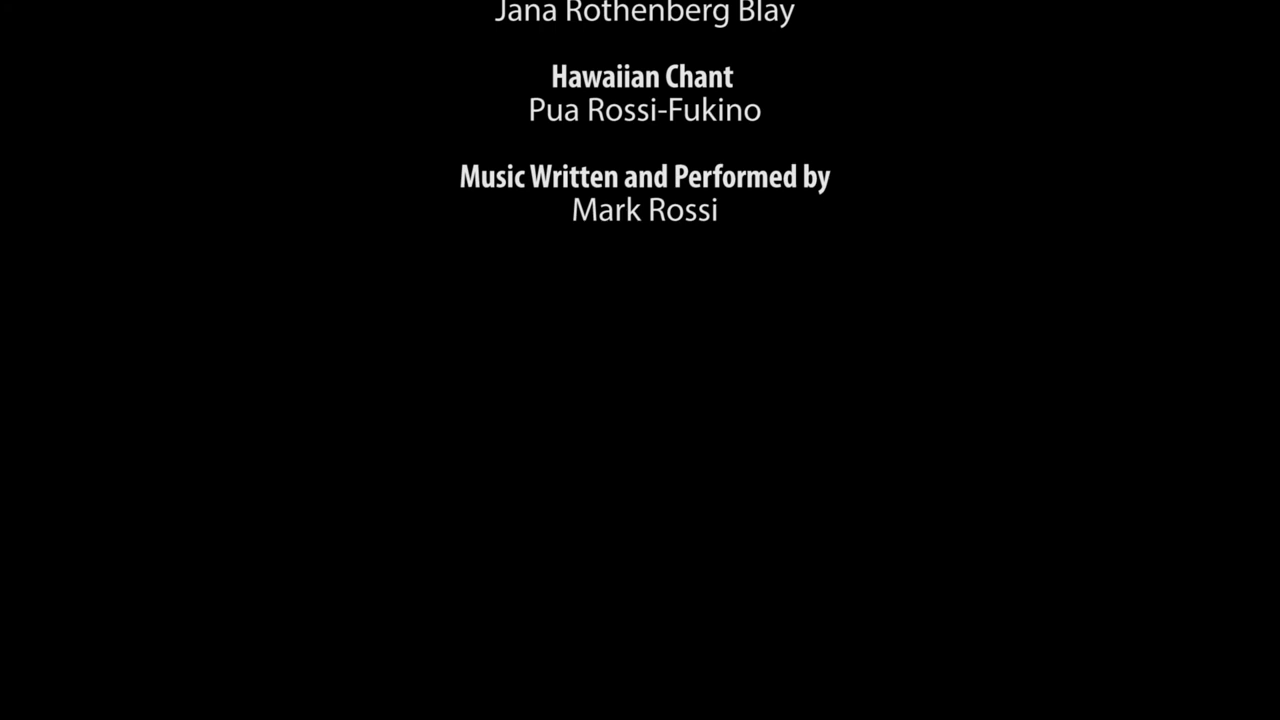 Jana Rothenberg Blay
Hawaiian Chant
Pua Rossi-Fukino
Music Written and Performed by
Mark Rossi